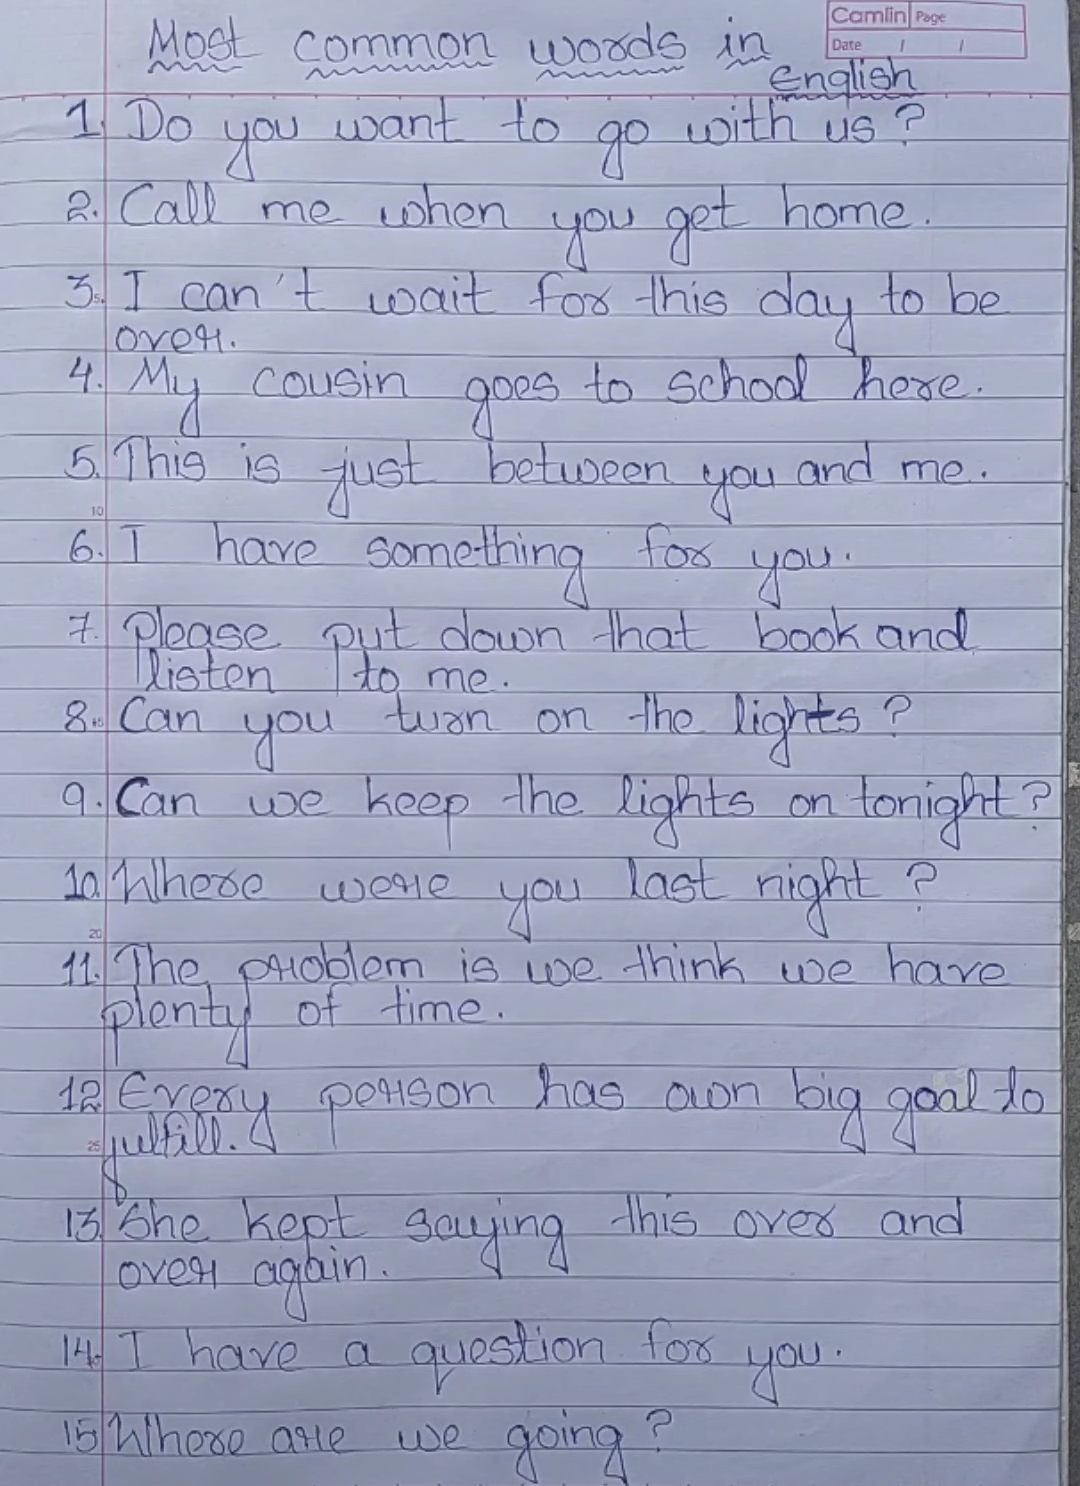 Camlin Page
Date / /
Most common words in
english
1. Do you want to go with us?
2. Call me when you get home.
3. I can't wait for this day to be
5
over.
4. My cousin goes to school here.
5. This is just between you and me.
10
6. I have something for you.
7. Please put down that book and
listen to me.
8. Can you turn on the lights?
9. Can we keep the lights on tonight?
10. Where were you last night?
20
11. The problem is we think we have
plenty of time.
12. Every person has own big goal to
25
fulfill.
13. She kept saying this over and
over again.
14. I have a question for you.
15. Where are we going?